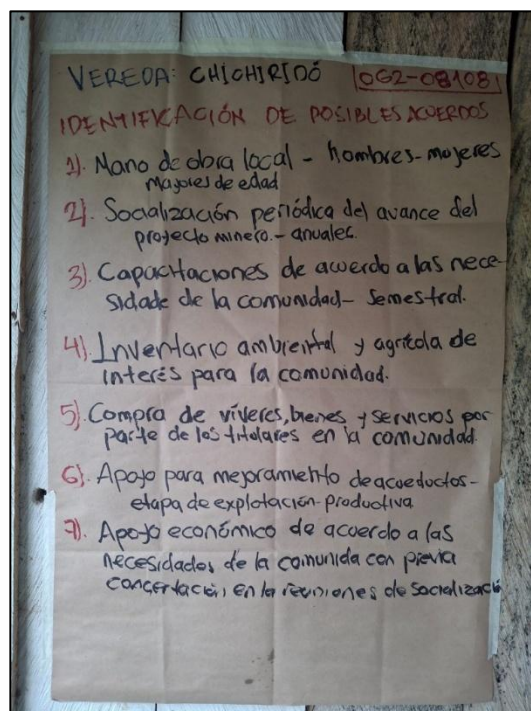 VEREDA: CHICHIRIDÓ OG2-08108
IDENTIFICACIÓN DE POSIBLES ACUERDOS
1). Mano de obra local - hombres - mujeres
mayores de edad
2). Socialización periódica del avance del
proyecto minero. - anuales.
3). Capacitaciones de acuerdo a las nece-
sidade de la comunidad - semestral.
4). Inventario ambiental y agrícola de
interés para la comunidad.
5). Compra de víveres, bienes y servicios por
parte de los titulares en la comunidad.
6). Apoyo para mejoramiento de acueductos -
etapa de explotación - productiva
7). Apoyo económico de acuerdo a las
necesidades de la comunida con previa
concertación, en la reuniones de socialización